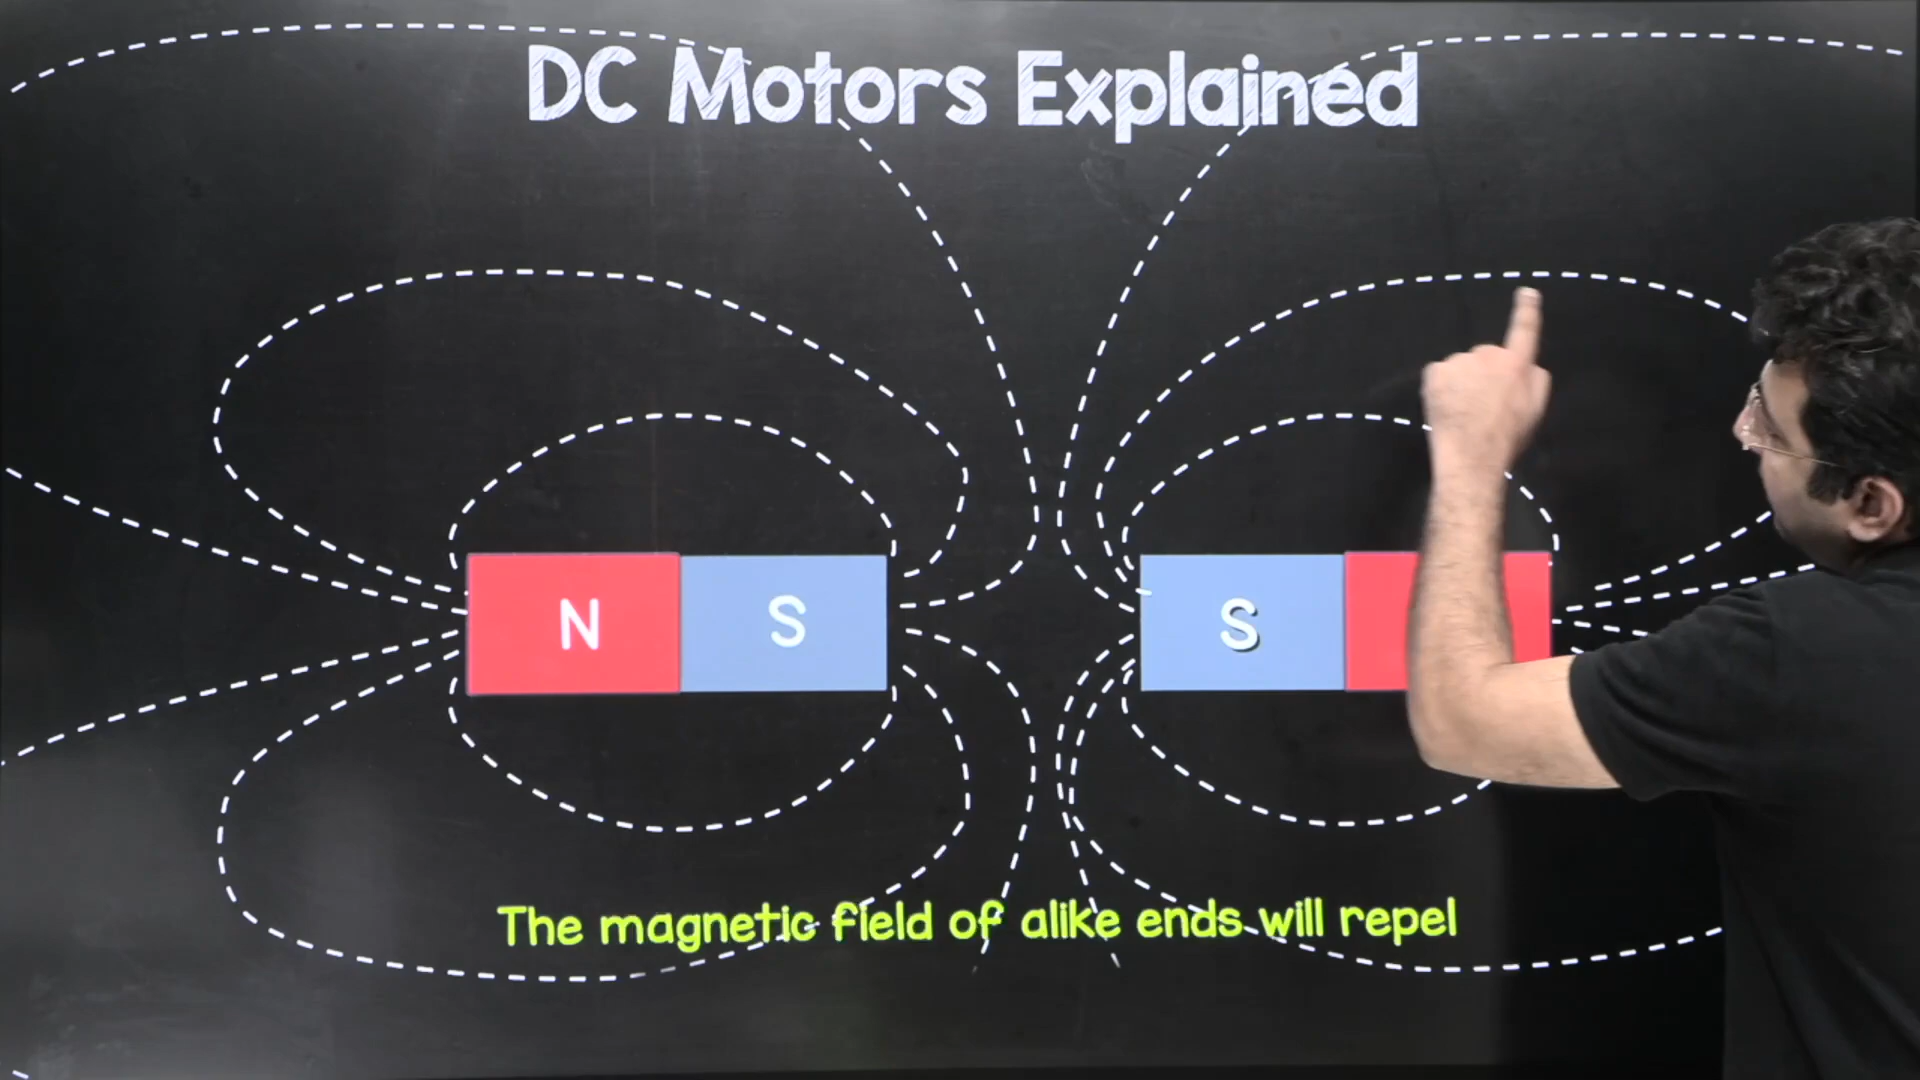 DC Motors Explained
N S S
The magnetic field of alike ends will repel